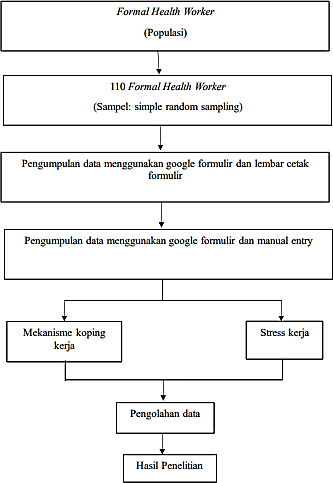 Formal Health Worker
(Populasi)
110 Formal Health Worker
(Sampel: simple random sampling)
Pengumpulan data menggunakan google formulir dan lembar cetak
formulir
Pengumpulan data menggunakan google formulir dan manual entry
Mekanisme koping
kerja
Stress kerja
Pengolahan data
Hasil Penelitian